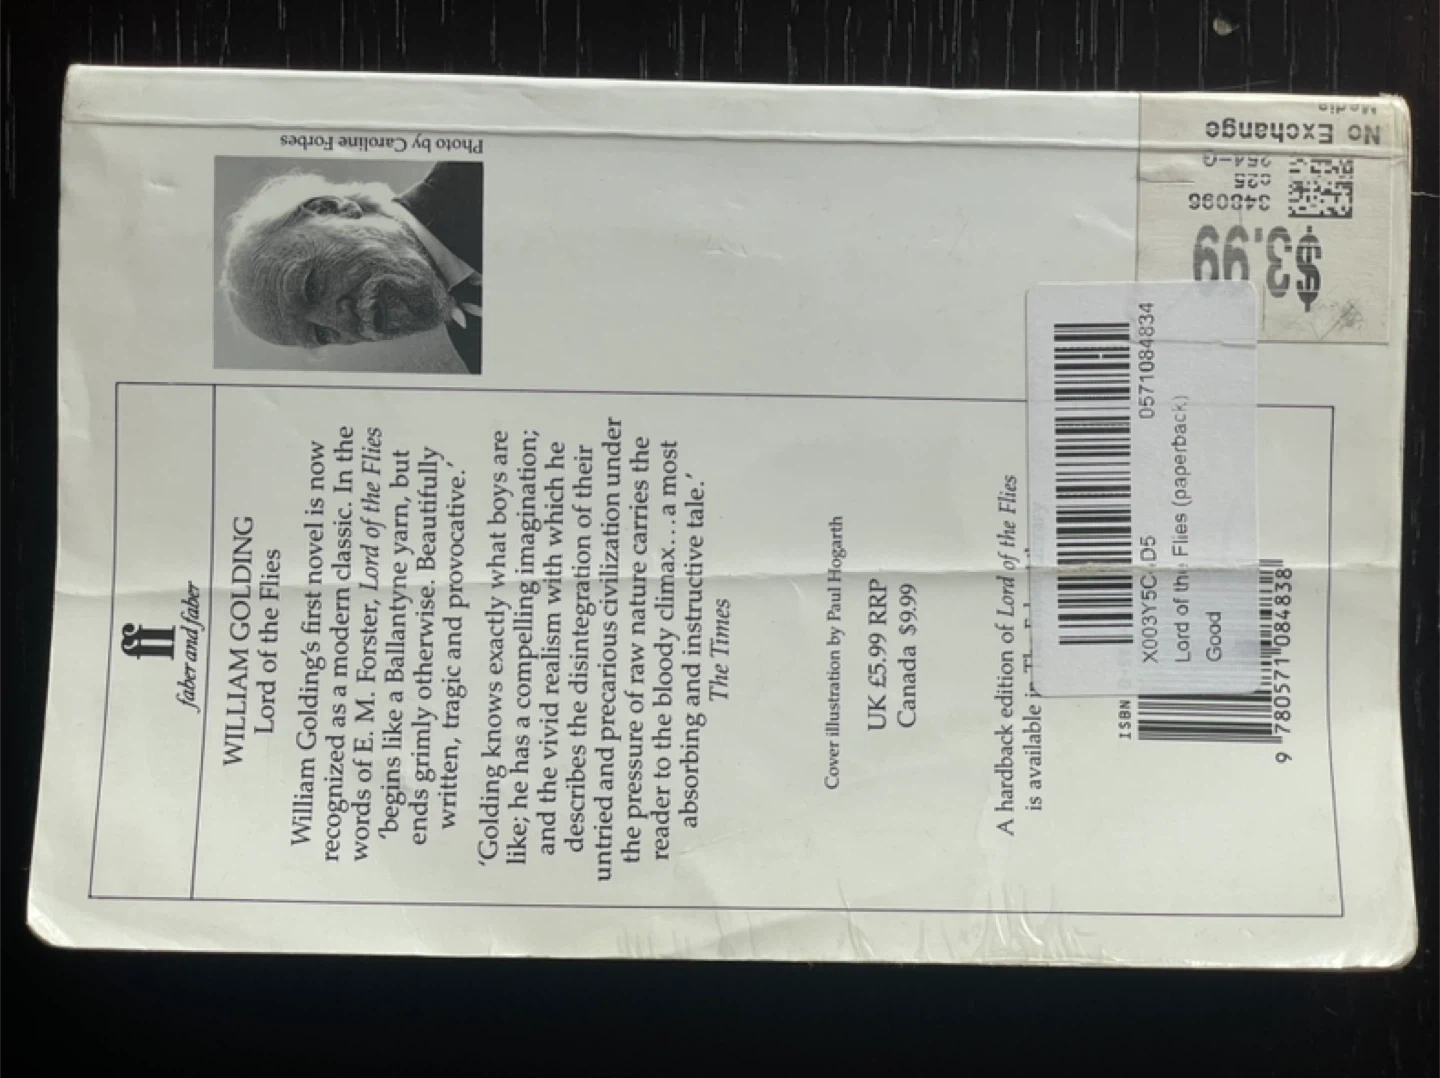 ff
faber and faber
WILLIAM GOLDING
Lord of the Flies
William Golding's first novel is now
recognized as a modern classic. In the
words of E. M. Forster, Lord of the Flies
'begins like a Ballantyne yarn, but
ends grimly otherwise. Beautifully
written, tragic and provocative.'
'Golding knows exactly what boys are
like; he has a compelling imagination;
and the vivid realism with which he
describes the disintegration of their
untried and precarious civilization under
the pressure of raw nature carries the
reader to the bloody climax...a most
absorbing and instructive tale.'
The Times
Cover illustration by Paul Hogarth
UK £5.99 RRP
Canada $9.99
A hardback edition of Lord of the Flies
is available
ISBN
9 780571 084838
Photo by Caroline Forbes
0571084834
Lord of the Flies (paperback)
Good
No Exchange
Media
254-G
025
348096
$3.99